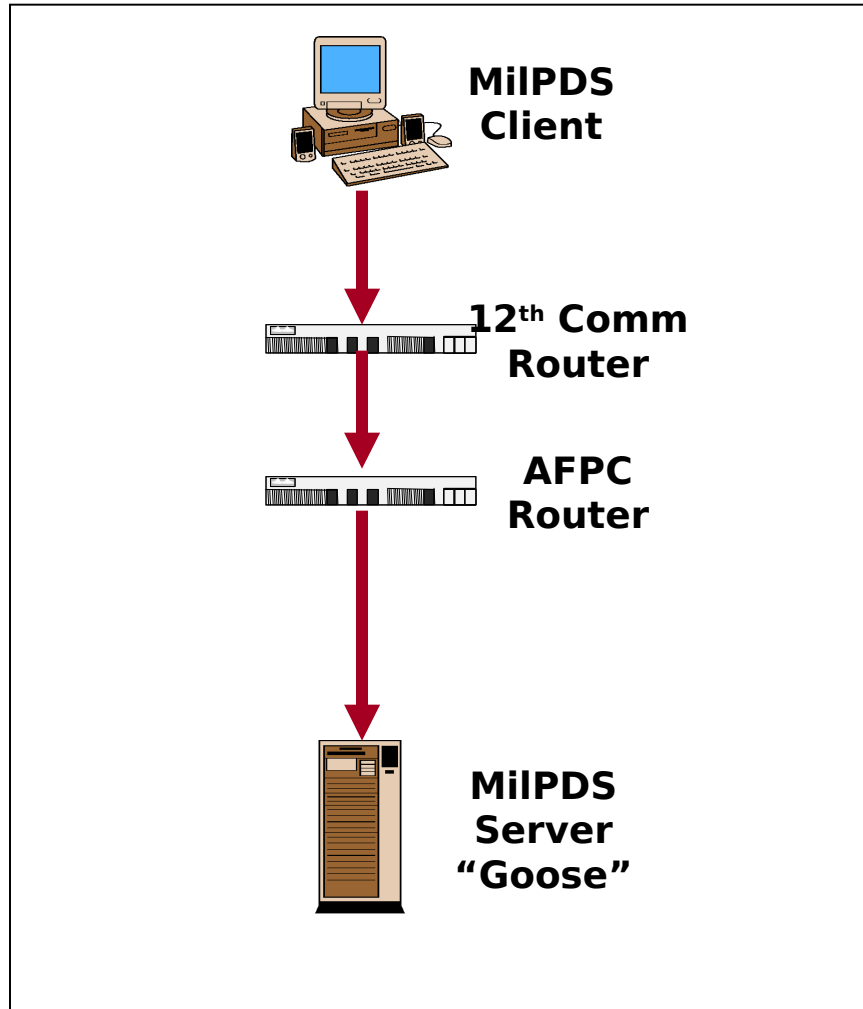 MilPDS
Client
12th Comm
Router
AFPC
Router
MilPDS
Server
“Goose”